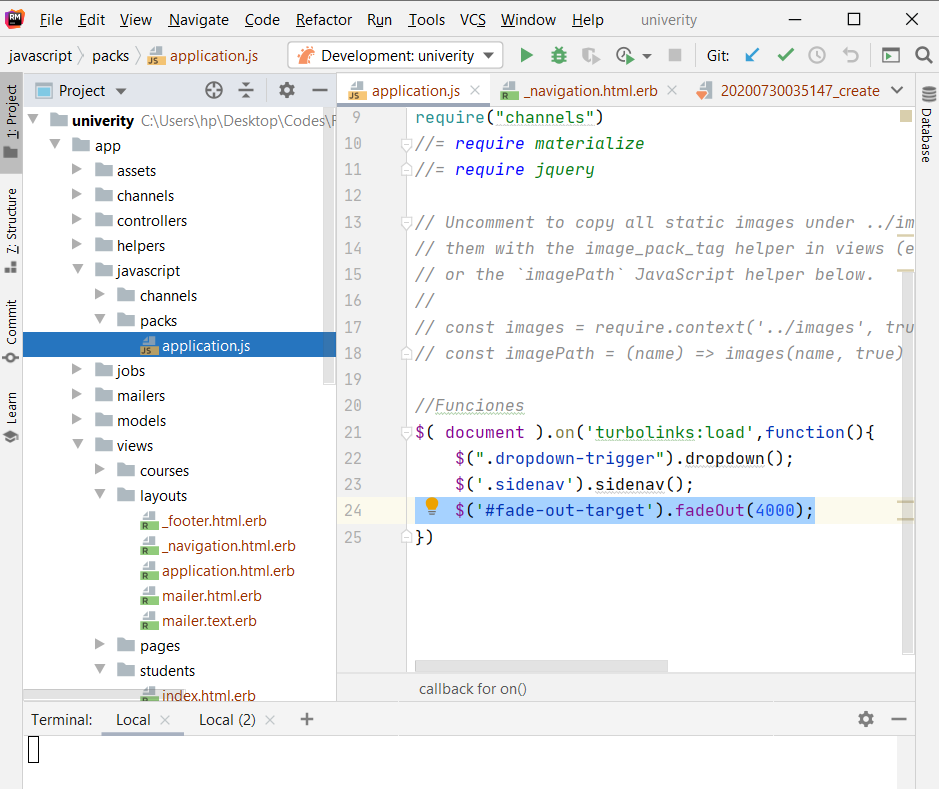 RM File Edit View Navigate Code Refactor Run Tools VCS Window Help univerity
javascript packs application.js Development: univerity Git:
1: Project
7: Structure
Commit
Learn
Project
univerity C:\Users\hp\Desktop\Codes\
app
assets
channels
controllers
helpers
javascript
channels
packs
application.js
jobs
mailers
models
views
courses
layouts
_footer.html.erb
_navigation.html.erb
application.html.erb
mailer.html.erb
mailer.text.erb
pages
students
index.html.erb
application.js _navigation.html.erb 20200730035147_create
Database
9 require("channels")
10 //= require materialize
11 //= require jquery
12
13 // Uncomment to copy all static images under ../im
14 // them with the image_pack_tag helper in views (e
15 // or the `imagePath` JavaScript helper below.
16 //
17 // const images = require.context('../images', tru
18 // const imagePath = (name) => images(name, true)
19
20 //Funciones
21 $( document ).on('turbolinks:load',function(){
22 $(".dropdown-trigger").dropdown();
23 $('.sidenav').sidenav();
24 $('#fade-out-target').fadeOut(4000);
25 })
callback for on()
Terminal: Local Local (2)